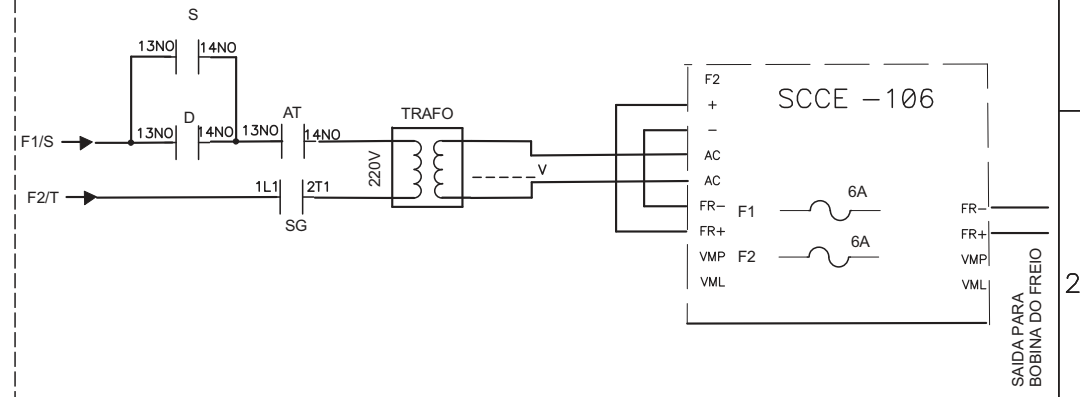 S
13NO 14NO
D
13NO 14NO
AT
13NO 14NO
F1/S
F2/T
1L1 2T1
SG
TRAFO
220V
V
SCCE -106
F2
+
-
AC
AC
FR-
FR+
VMP
VML
F1 6A
F2 6A
FR-
FR+
VMP
VML
SAIDA PARA
BOBINA DO FREIO
2